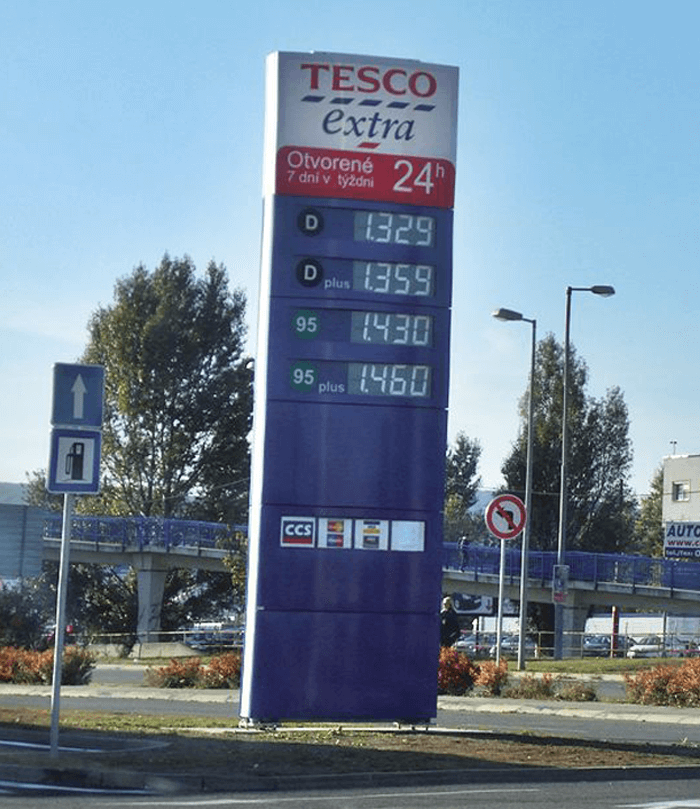 TESCO
extra
Otvorené
7 dní v týždni
24h
D 1.329
D plus 1.359
95 1.430
95 plus 1.460
CCS
AUTO